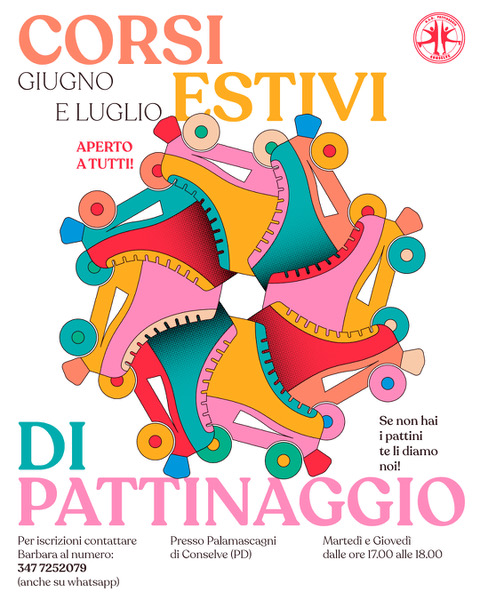 CORSI
GIUGNO
E LUGLIO
ESTIVI
APERTO
A TUTTI!
Se non hai
i pattini
te li diamo
noi!
DI
PATTINAGGIO
Per iscrizioni contattare
Barbara al numero:
347 7252079
(anche su whatsapp)
Presso Palamascagni
di Conselve (PD)
Martedì e Giovedì
dalle ore 17.00 alle 18.00